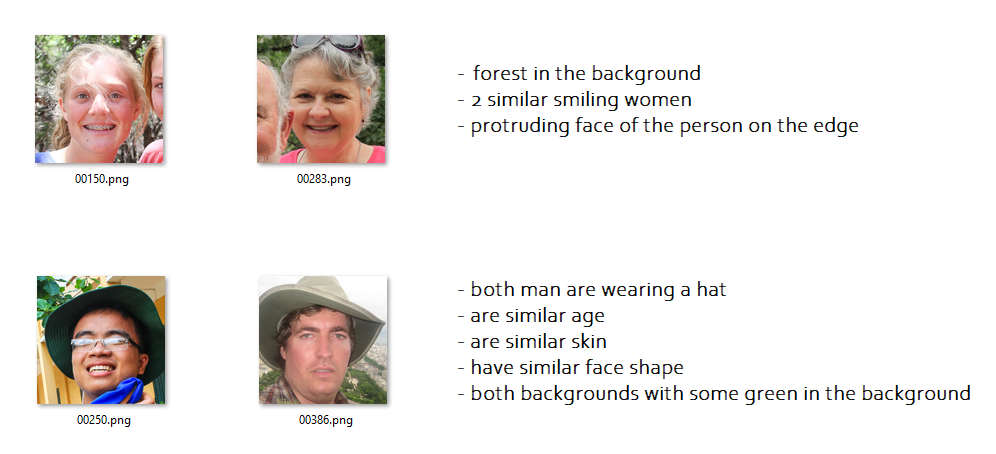 - forest in the background
- 2 similar smiling women
- protruding face of the person on the edge
00150.png
00283.png
- both man are wearing a hat
- are similar age
- are similar skin
- have similar face shape
- both backgrounds with some green in the background
00250.png
00386.png